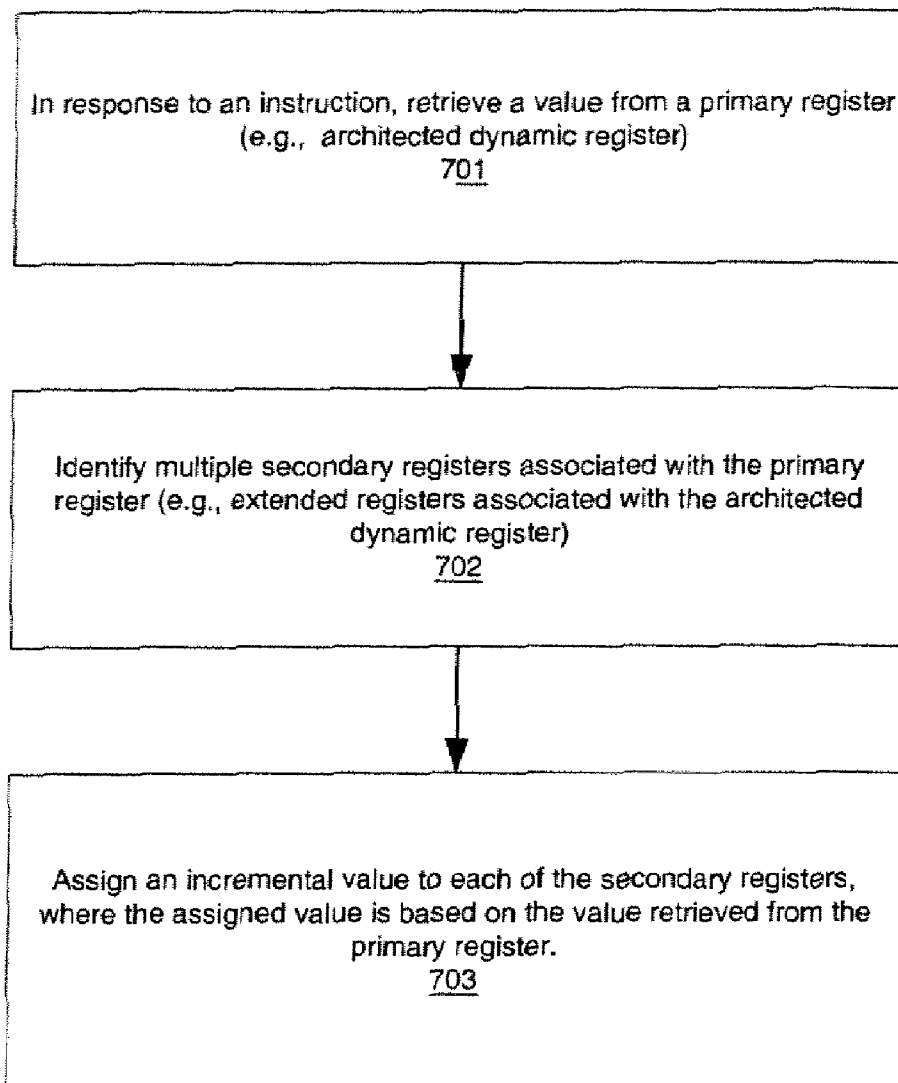 In response to an instruction, retrieve a value from a primary register
(e.g., architected dynamic register)
701
Identify multiple secondary registers associated with the primary
register (e.g., extended registers associated with the architected
dynamic register)
702
Assign an incremental value to each of the secondary registers,
where the assigned value is based on the value retrieved from the
primary register.
703